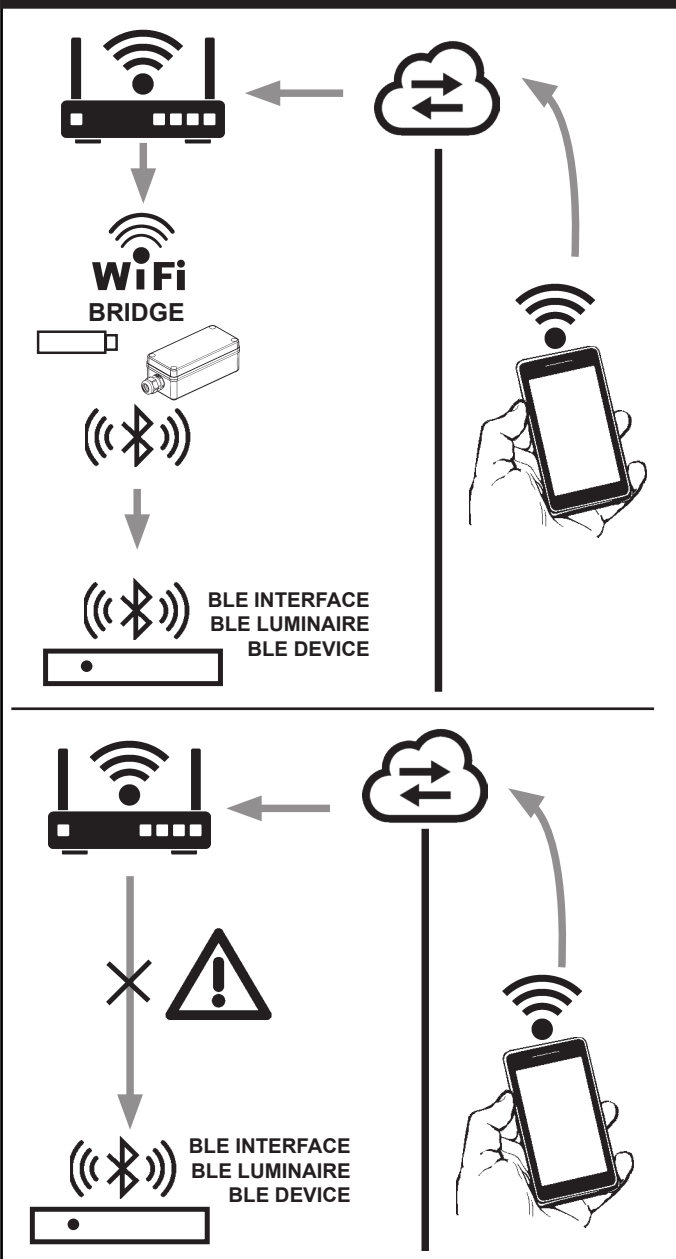 WiFi
BRIDGE
BLE INTERFACE
BLE LUMINAIRE
BLE DEVICE
BLE INTERFACE
BLE LUMINAIRE
BLE DEVICE